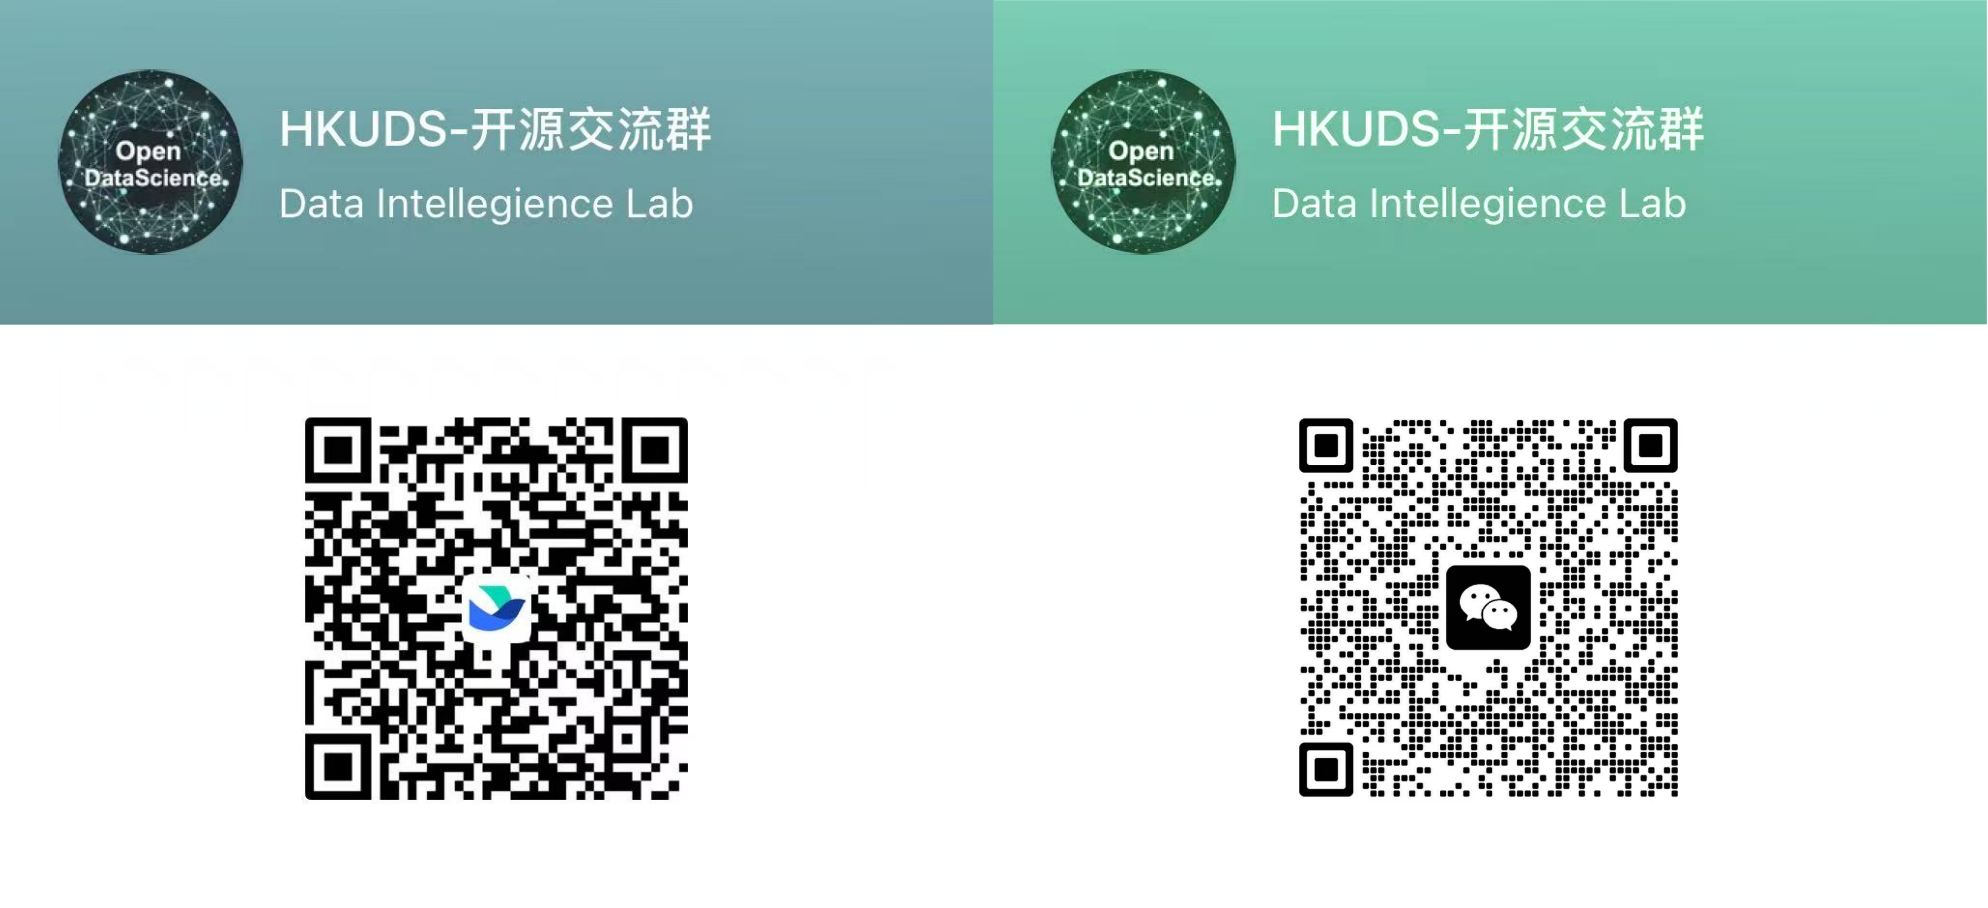 Open
DataScience
HKUDS-开源交流群
Data Intellegience Lab
Open
DataScience
HKUDS-开源交流群
Data Intellegience Lab